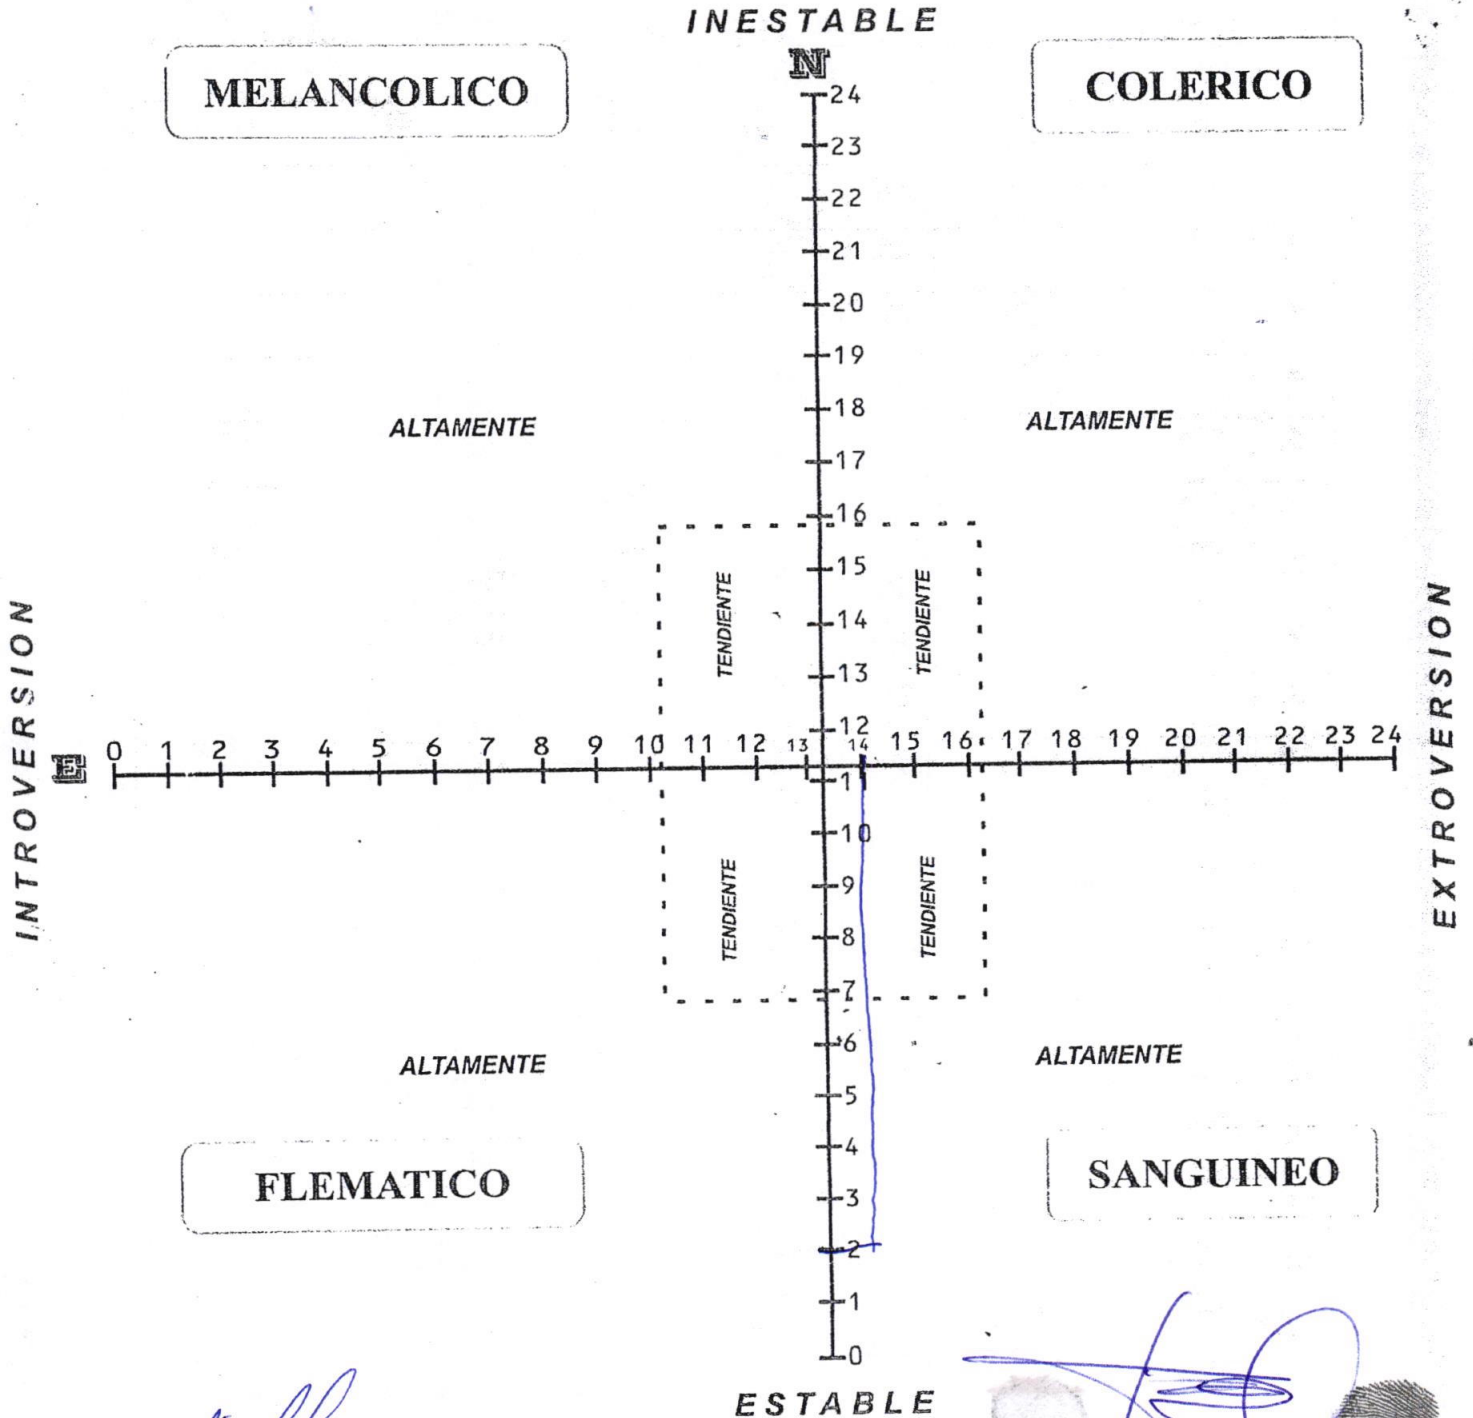 INESTABLE
N
MELANCOLICO
COLERICO
24
23
22
21
20
19
18
17
16
15
14
13
12
ALTAMENTE
ALTAMENTE
TENDIENTE
TENDIENTE
INTROVERSION
EXTROVERSION
E
0 1 2 3 4 5 6 7 8 9 10 11 12 13 14 15 16 17 18 19 20 21 22 23 24
1
10
9
8
7
6
5
4
3
2
1
0
TENDIENTE
TENDIENTE
ALTAMENTE
ALTAMENTE
FLEMATICO
SANGUINEO
ESTABLE